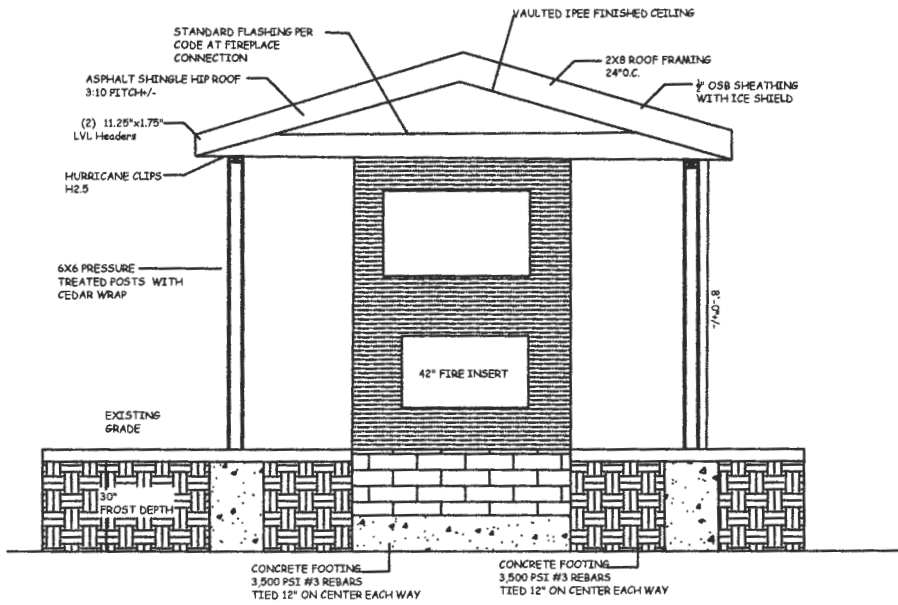 VAULTED IPEE FINISHED CEILING
STANDARD FLASHING PER
CODE AT FIREPLACE
CONNECTION
2X8 ROOF FRAMING
24"O.C.
ASPHALT SHINGLE HIP ROOF
3:10 PITCH+/-
½" OSB SHEATHING
WITH ICE SHIELD
(2) 11.25"x1.75"
LVL Headers
HURRICANE CLIPS
H2.5
6X6 PRESSURE
TREATED POSTS WITH
CEDAR WRAP
8'-0"+/-
42" FIRE INSERT
EXISTING
GRADE
30"
FROST DEPTH
CONCRETE FOOTING
3,500 PSI #3 REBARS
TIED 12" ON CENTER EACH WAY
CONCRETE FOOTING
3,500 PSI #3 REBARS
TIED 12" ON CENTER EACH WAY